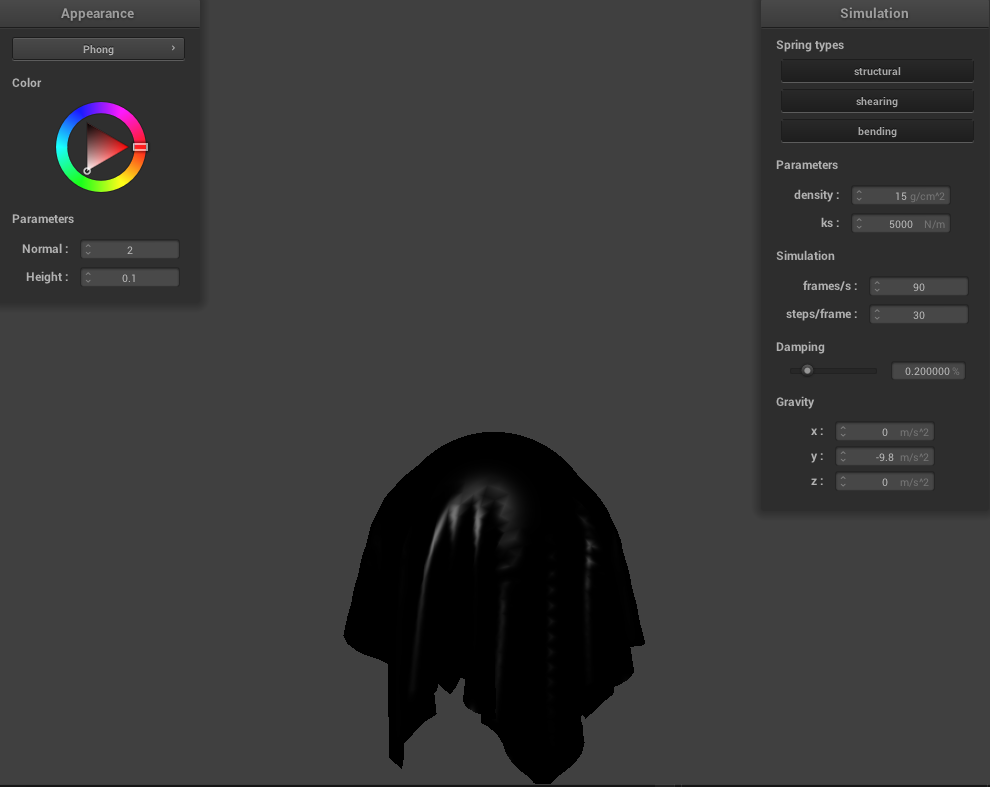 Appearance
Phong
Color
Parameters
Normal : 2
Height : 0.1
Simulation
Spring types
structural
shearing
bending
Parameters
density : 15 g/cm^2
ks : 5000 N/m
Simulation
frames/s : 90
steps/frame : 30
Damping
0.200000 %
Gravity
x : 0 m/s^2
y : -9.8 m/s^2
z : 0 m/s^2